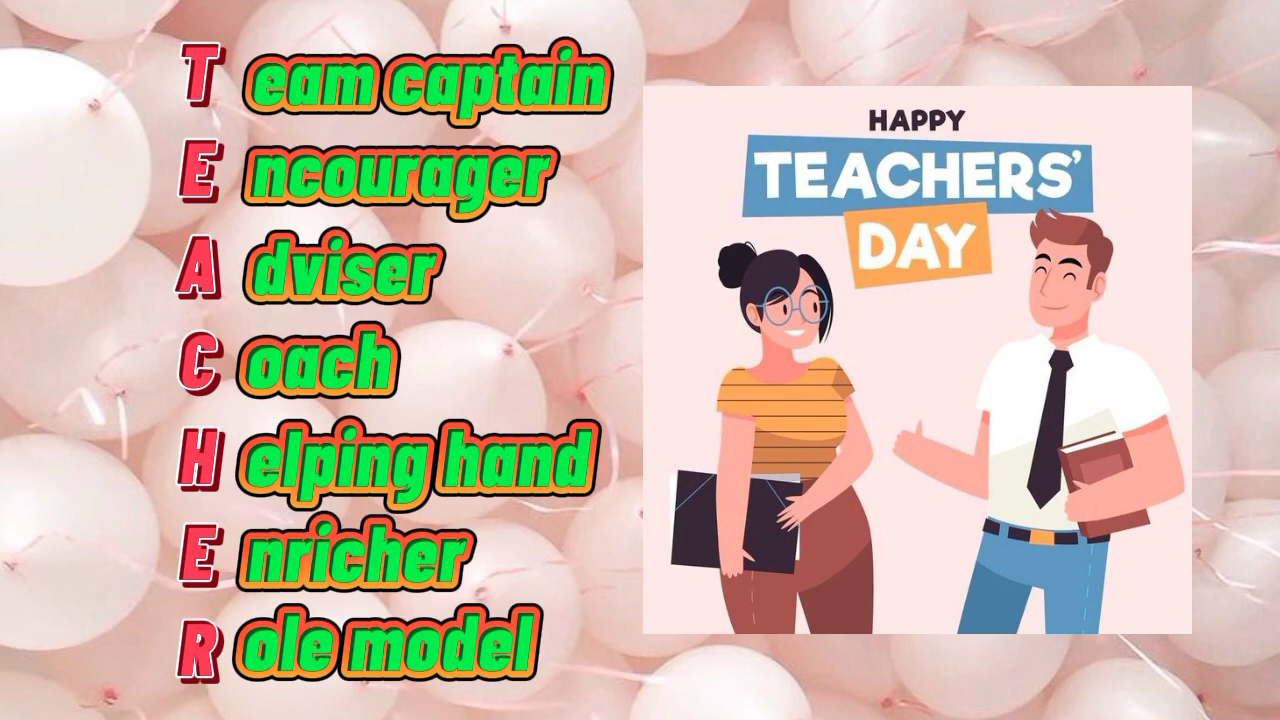 Team captain
Encourager
Adviser
Coach
Helping hand
Enricher
Role model
HAPPY
TEACHERS'
DAY